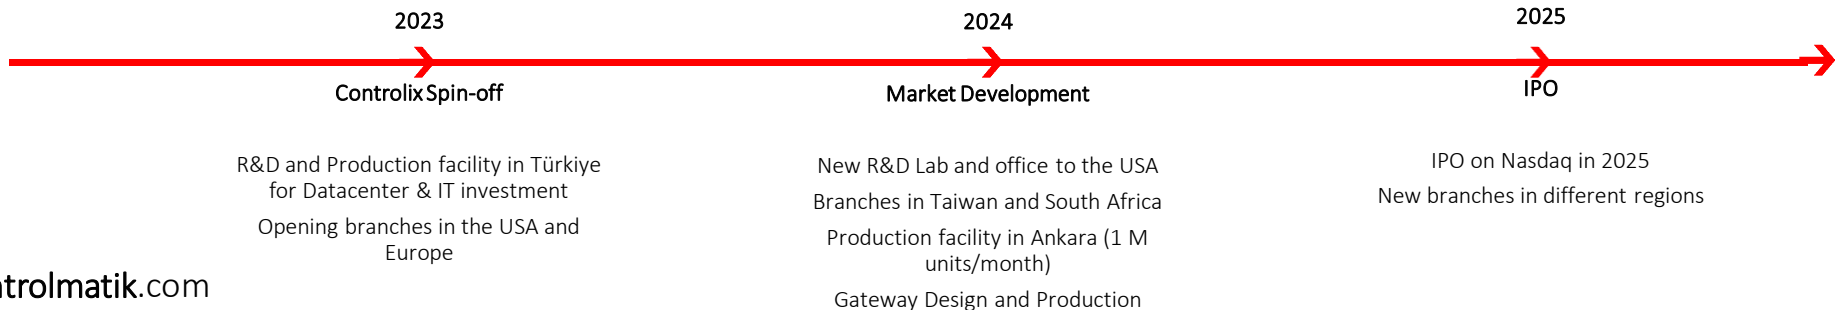 2023
Controlix Spin-off
R&D and Production facility in Türkiye
for Datacenter & IT investment
Opening branches in the USA and
Europe
2024
Market Development
New R&D Lab and office to the USA
Branches in Taiwan and South Africa
Production facility in Ankara (1 M
units/month)
Gateway Design and Production
2025
IPO
IPO on Nasdaq in 2025
New branches in different regions
ntrolmatik.com